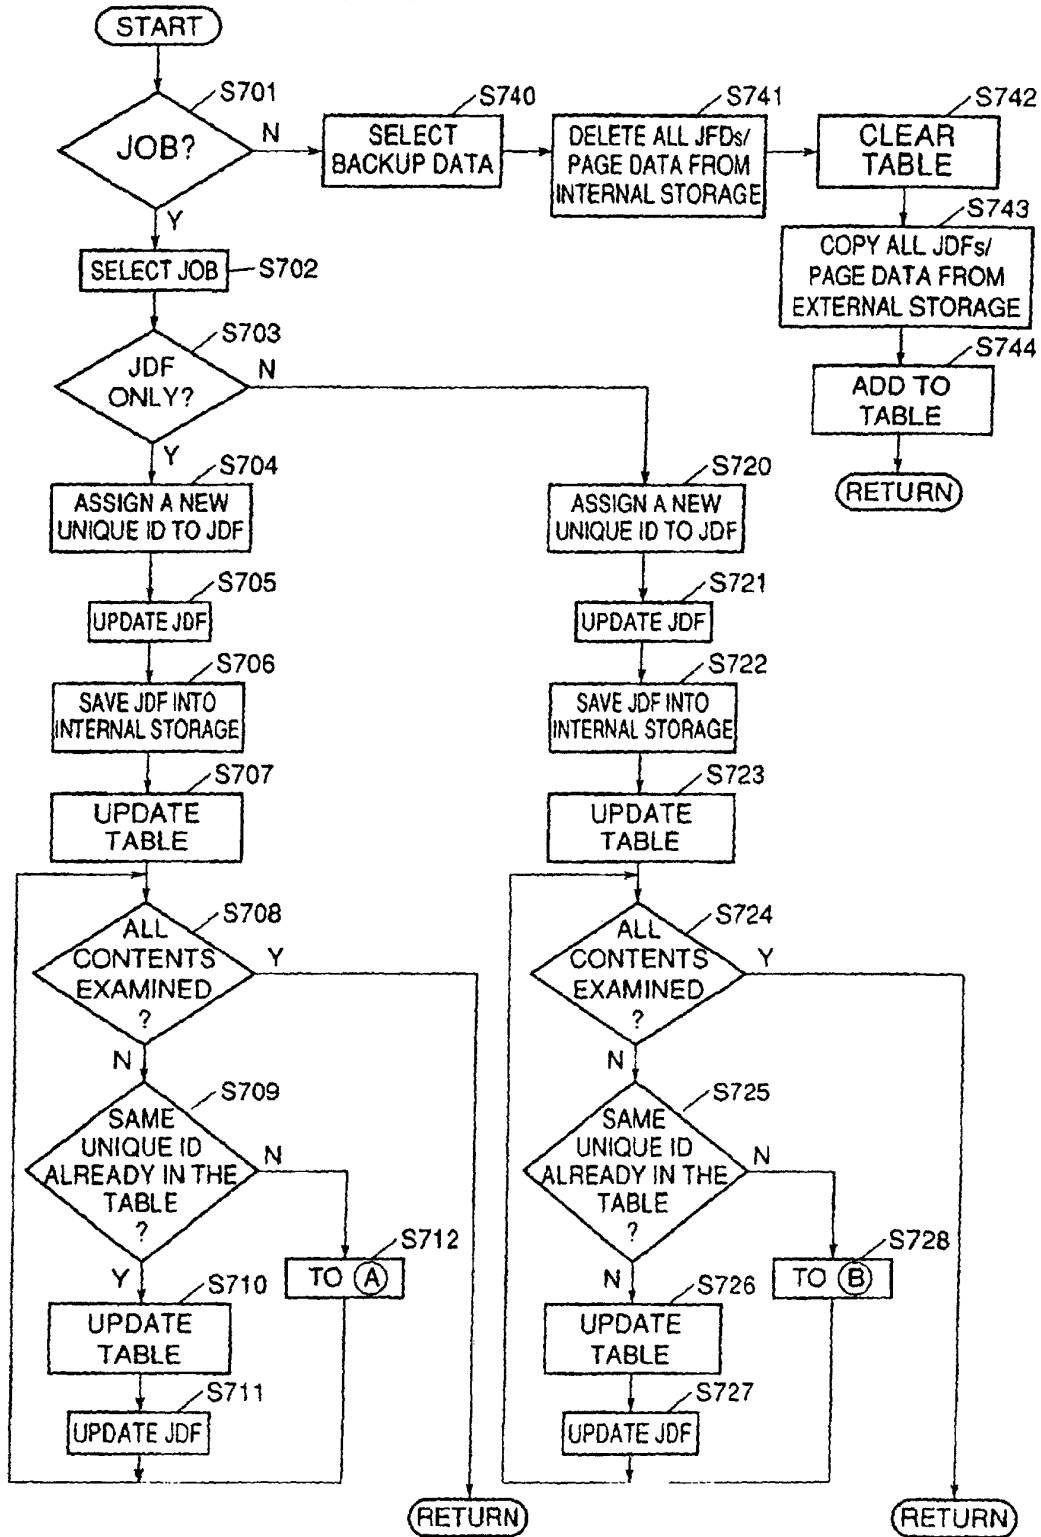 START
S701
JOB?
N
Y
S740
SELECT
BACKUP DATA
S741
DELETE ALL JFDs/
PAGE DATA FROM
INTERNAL STORAGE
S742
CLEAR
TABLE
S743
COPY ALL JDFs/
PAGE DATA FROM
EXTERNAL STORAGE
S744
ADD TO
TABLE
RETURN
SELECT JOB
S702
S703
JDF
ONLY?
N
Y
S704
ASSIGN A NEW
UNIQUE ID TO JDF
S705
UPDATE JDF
S706
SAVE JDF INTO
INTERNAL STORAGE
S707
UPDATE
TABLE
S708
ALL
CONTENTS
EXAMINED
?
Y
N
S709
SAME
UNIQUE ID
ALREADY IN THE
TABLE
?
N
Y
S712
TO A
S710
UPDATE
TABLE
S711
UPDATE JDF
RETURN
S720
ASSIGN A NEW
UNIQUE ID TO JDF
S721
UPDATE JDF
S722
SAVE JDF INTO
INTERNAL STORAGE
S723
UPDATE
TABLE
S724
ALL
CONTENTS
EXAMINED
?
Y
N
S725
SAME
UNIQUE ID
ALREADY IN THE
TABLE
?
N
N
S728
TO B
S726
UPDATE
TABLE
S727
UPDATE JDF
RETURN